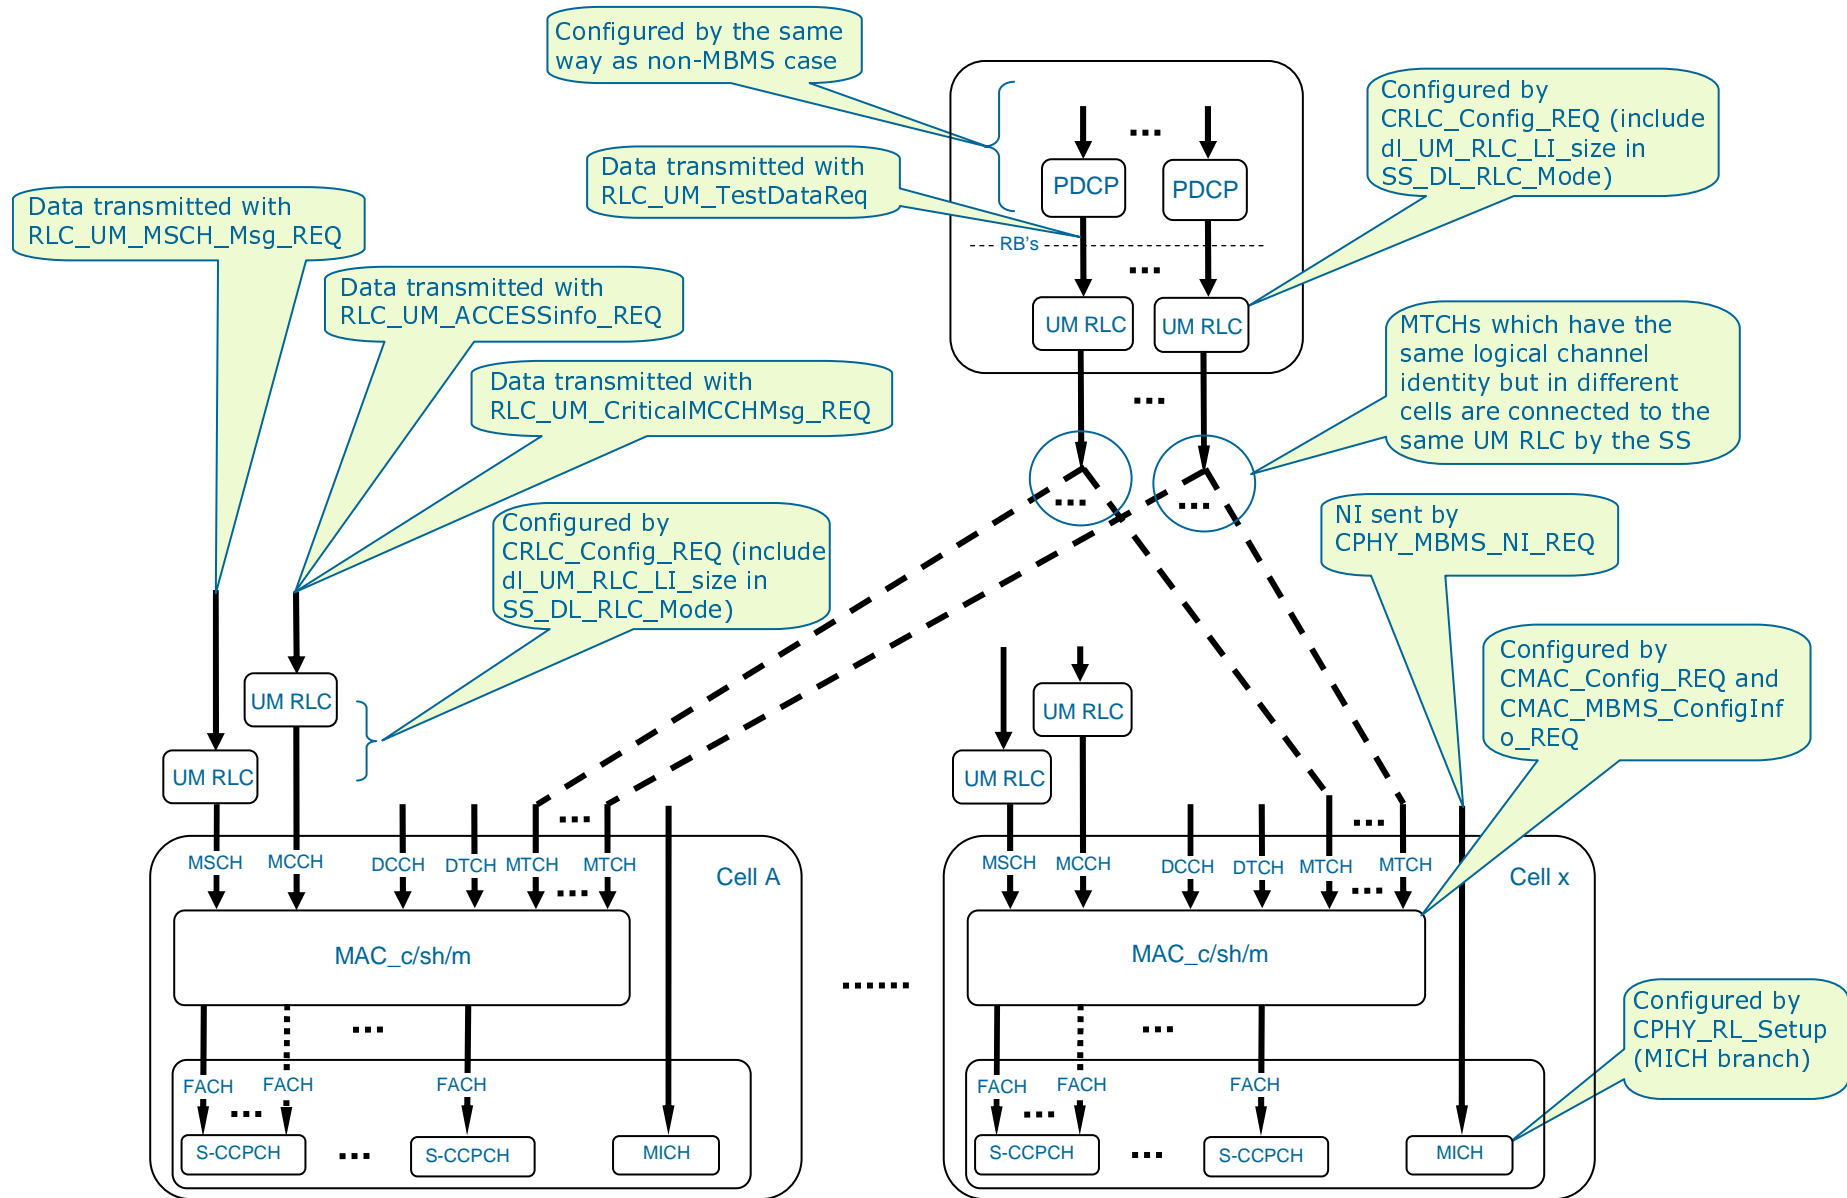 Configured by the same
way as non-MBMS case
Configured by
CRLC_Config_REQ (include
dl_UM_RLC_LI_size in
SS_DL_RLC_Mode)
Data transmitted with
RLC_UM_TestDataReq
Data transmitted with
RLC_UM_MSCH_Msg_REQ
PDCP
PDCP
RB's
Data transmitted with
RLC_UM_ACCESSinfo_REQ
UM RLC
UM RLC
MTCHs which have the
same logical channel
identity but in different
cells are connected to the
same UM RLC by the SS
Data transmitted with
RLC_UM_CriticalMCCHMsg_REQ
Configured by
CRLC_Config_REQ (include
dl_UM_RLC_LI_size in
SS_DL_RLC_Mode)
NI sent by
CPHY_MBMS_NI_REQ
Configured by
CMAC_Config_REQ and
CMAC_MBMS_ConfigInf
o_REQ
UM RLC
UM RLC
UM RLC
UM RLC
MSCH
MCCH
DCCH
DTCH
MTCH
MTCH
Cell A
MSCH
MCCH
DCCH
DTCH
MTCH
MTCH
Cell x
MAC_c/sh/m
MAC_c/sh/m
Configured by
CPHY_RL_Setup
(MICH branch)
FACH
FACH
FACH
FACH
FACH
FACH
S-CCPCH
S-CCPCH
MICH
S-CCPCH
S-CCPCH
MICH